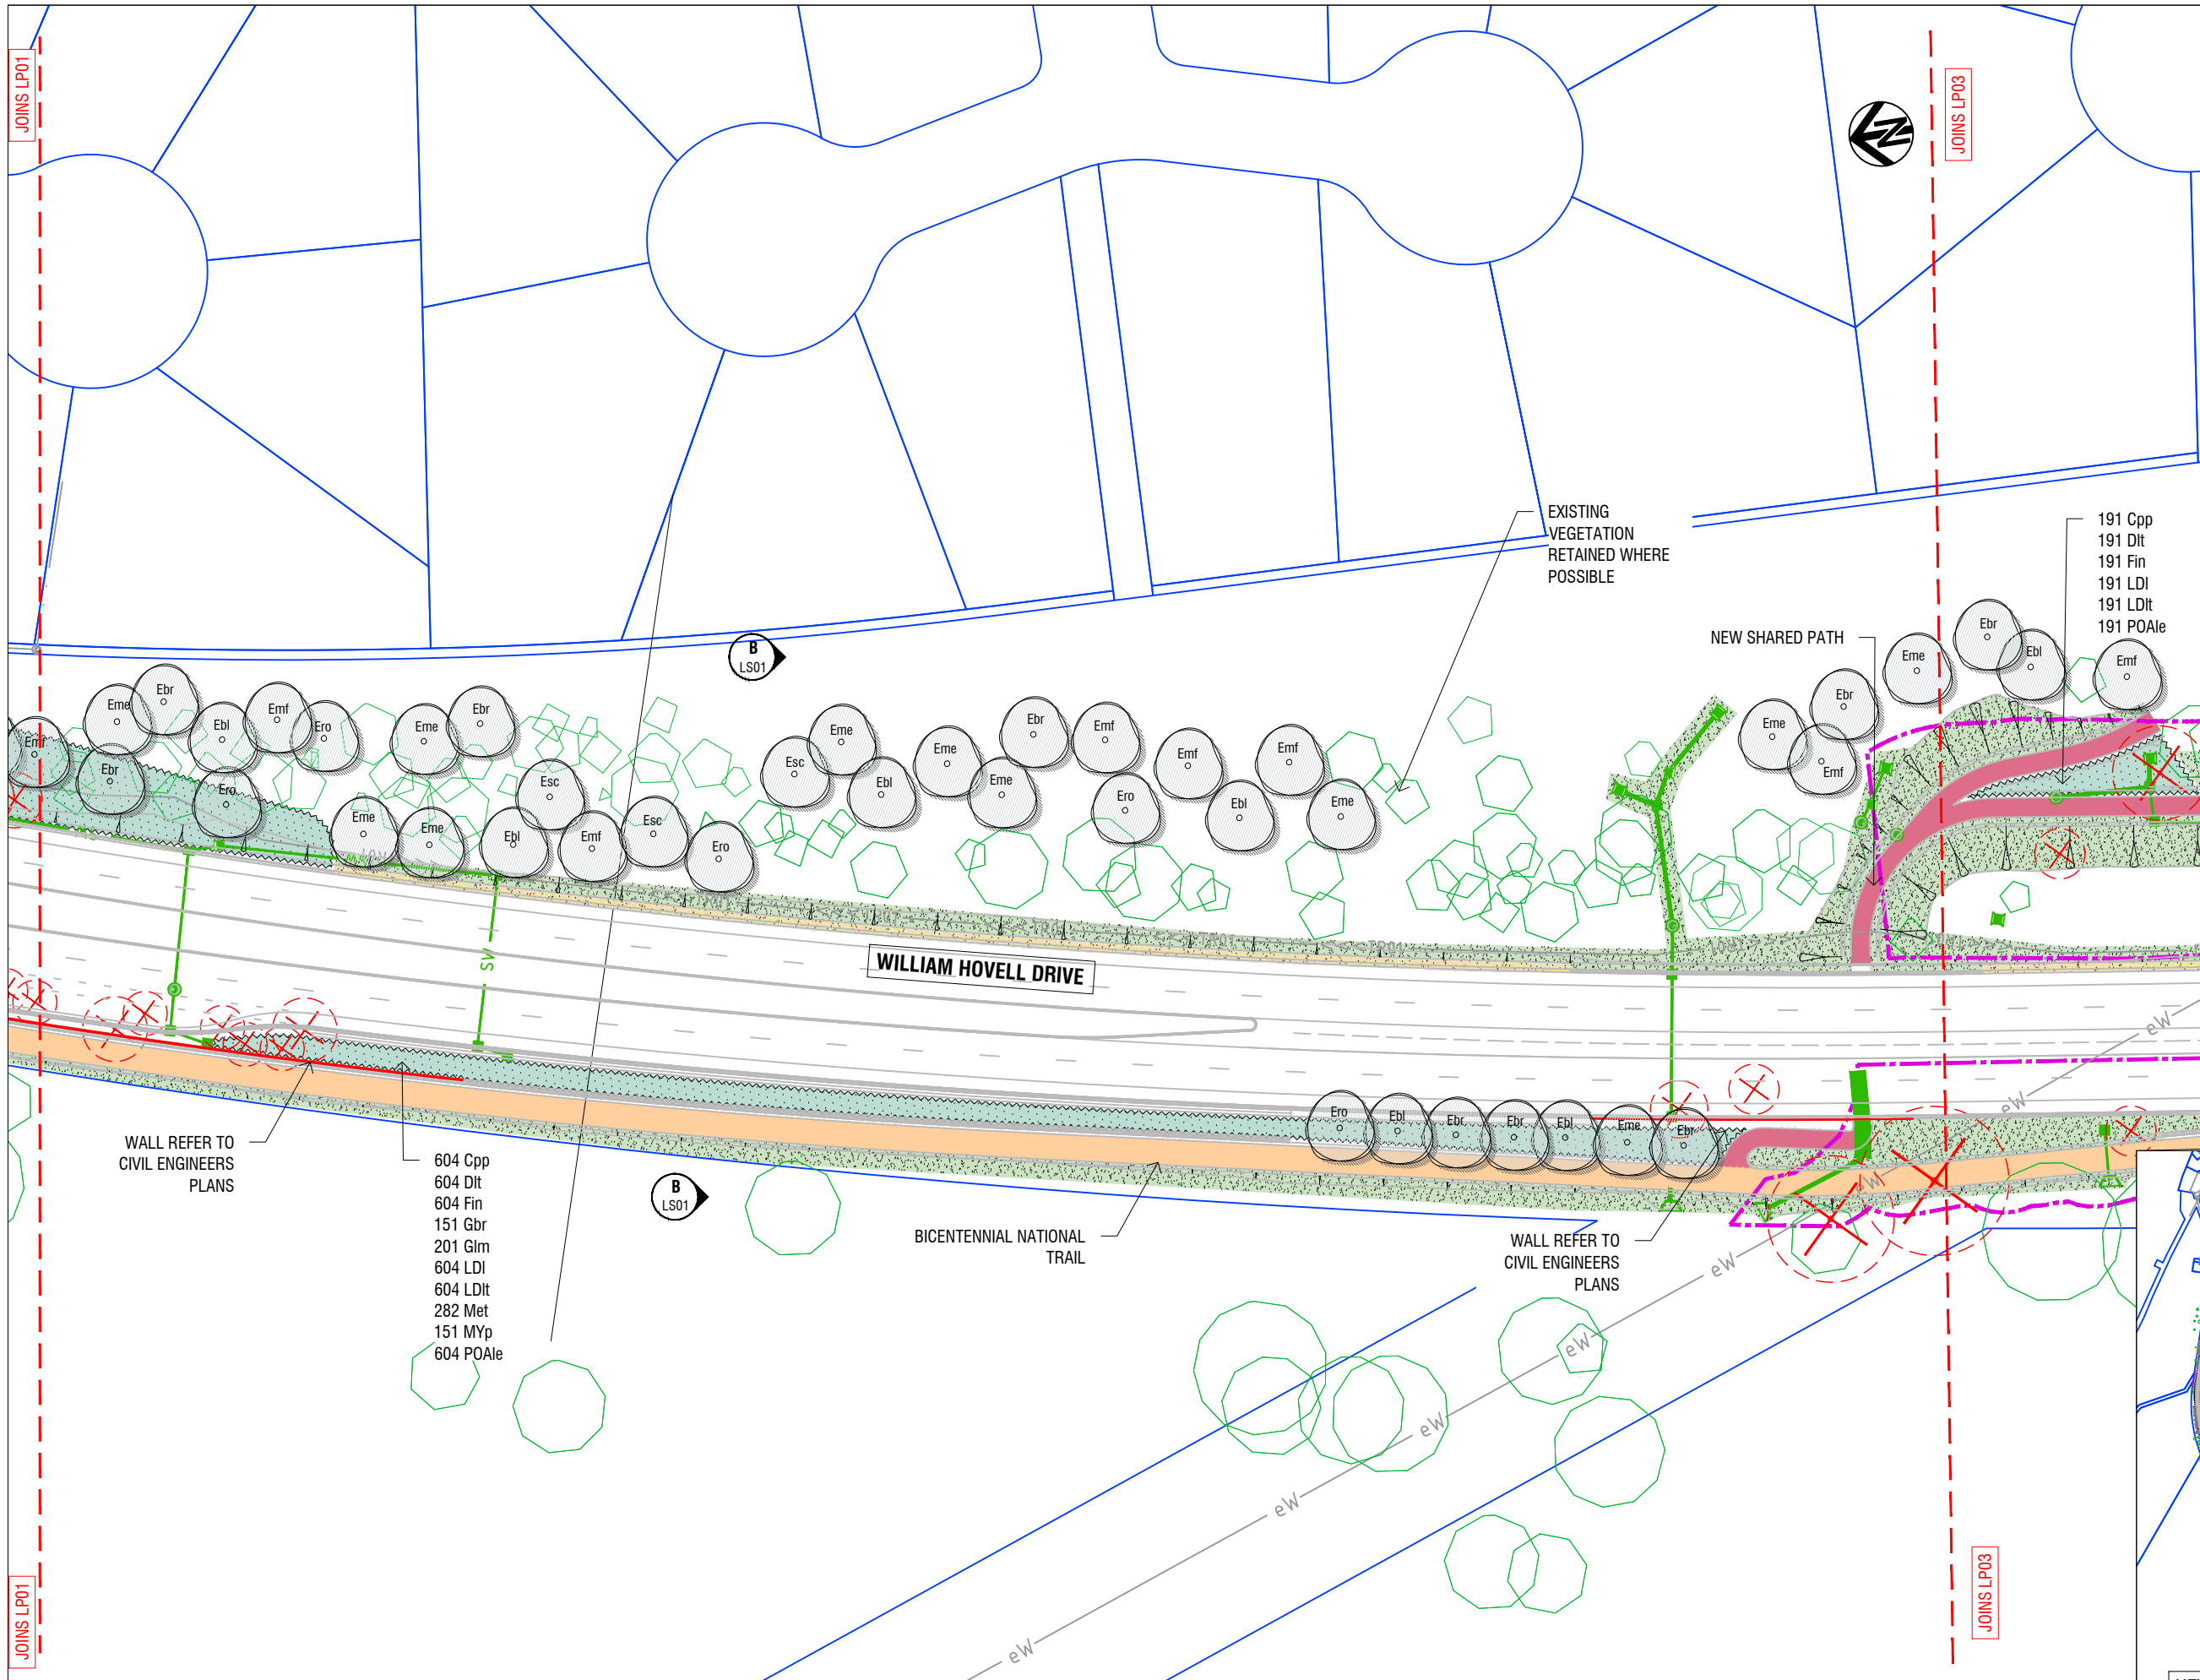 JOINS LP01
JOINS LP03
N
EXISTING
VEGETATION
RETAINED WHERE
POSSIBLE
191 Cpp
191 Dlt
191 Fin
191 LDl
191 LDlt
191 POAle
NEW SHARED PATH
B
LS01
Ebr
Ebl
Eme
Emf
Eme
Ebr
Eme
Emf
Eme
Ebr
Ebl
Emf
Ero
Eme
Ebr
Ebr
Ero
Eme
Eme
Esc
Ebl
Emf
Esc
Ero
Esc
Eme
Ebl
Eme
Eme
Ebr
Emf
Ero
Emf
Ebl
Emf
Eme
SW
TR01
WILLIAM HOVELL DRIVE
eW
eW
Ero
Ebl
Ebr
Ebr
Ebl
Eme
Ebr
eW
WALL REFER TO
CIVIL ENGINEERS
PLANS
604 Cpp
604 Dlt
604 Fin
151 Gbr
201 Glm
604 LDl
604 LDlt
282 Met
151 MYp
604 POAle
B
LS01
BICENTENNIAL NATIONAL
TRAIL
WALL REFER TO
CIVIL ENGINEERS
PLANS
eW
eW
eW
eW
eW
JOINS LP01
JOINS LP03